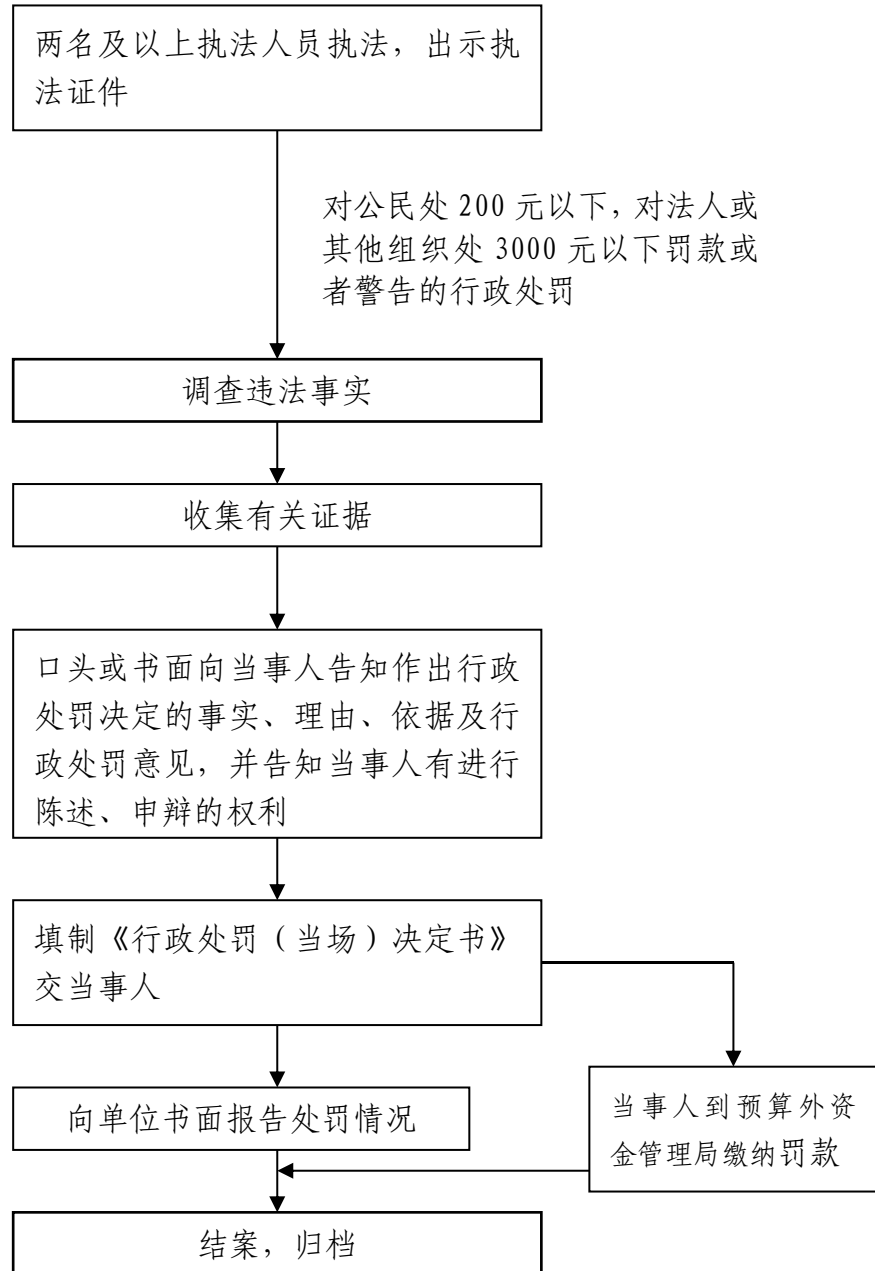 两名及以上执法人员执法，出示执
法证件
对公民处 200 元以下，对法人或
其他组织处 3000 元以下罚款或
者警告的行政处罚
调查违法事实
收集有关证据
口头或书面向当事人告知作出行政
处罚决定的事实、理由、依据及行
政处罚意见，并告知当事人有进行
陈述、申辩的权利
填制《行政处罚（当场）决定书》
交当事人
向单位书面报告处罚情况
当事人到预算外资
金管理局缴纳罚款
结案，归档